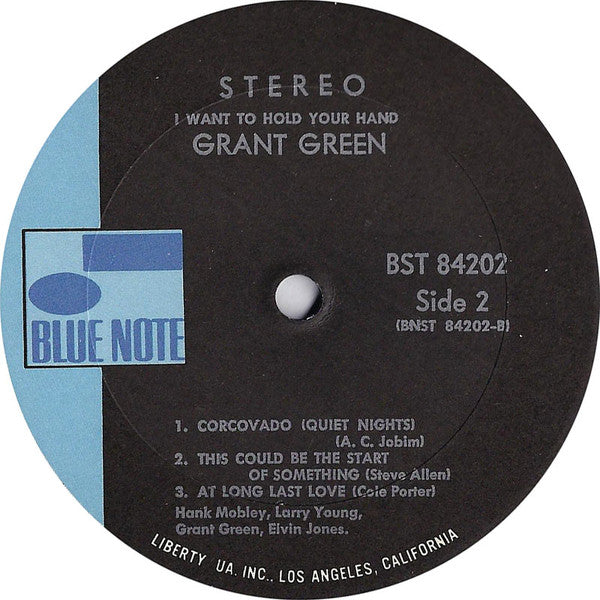 STEREO
I WANT TO HOLD YOUR HAND
GRANT GREEN
BST 84202
Side 2
(BNST 84202-B)
BLUE NOTE
1. CORCOVADO (QUIET NIGHTS)
(A. C. Jobim)
2. THIS COULD BE THE START
OF SOMETHING (Steve Allen)
3. AT LONG LAST LOVE (Cole Porter)
Hank Mobley, Larry Young,
Grant Green, Elvin Jones.
LIBERTY UA. INC., LOS ANGELES, CALIFORNIA